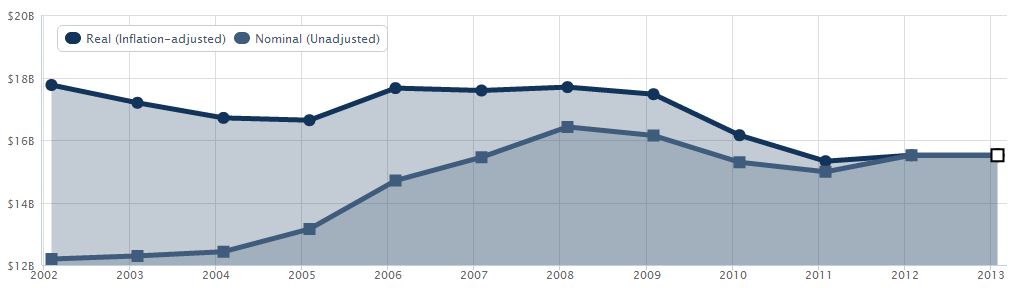 $20B
Real (Inflation-adjusted) Nominal (Unadjusted)
$18B
$16B
$14B
$12B
2002 2003 2004 2005 2006 2007 2008 2009 2010 2011 2012 2013